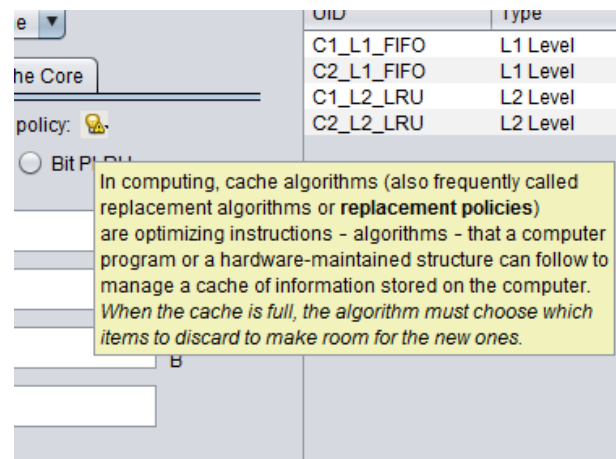 e
UID Type
he Core
C1_L1_FIFO L1 Level
C2_L1_FIFO L1 Level
C1_L2_LRU L2 Level
C2_L2_LRU L2 Level
policy:
Bit PLRU
In computing, cache algorithms (also frequently called
replacement algorithms or replacement policies)
are optimizing instructions - algorithms - that a computer
program or a hardware-maintained structure can follow to
manage a cache of information stored on the computer.
When the cache is full, the algorithm must choose which
items to discard to make room for the new ones.
B